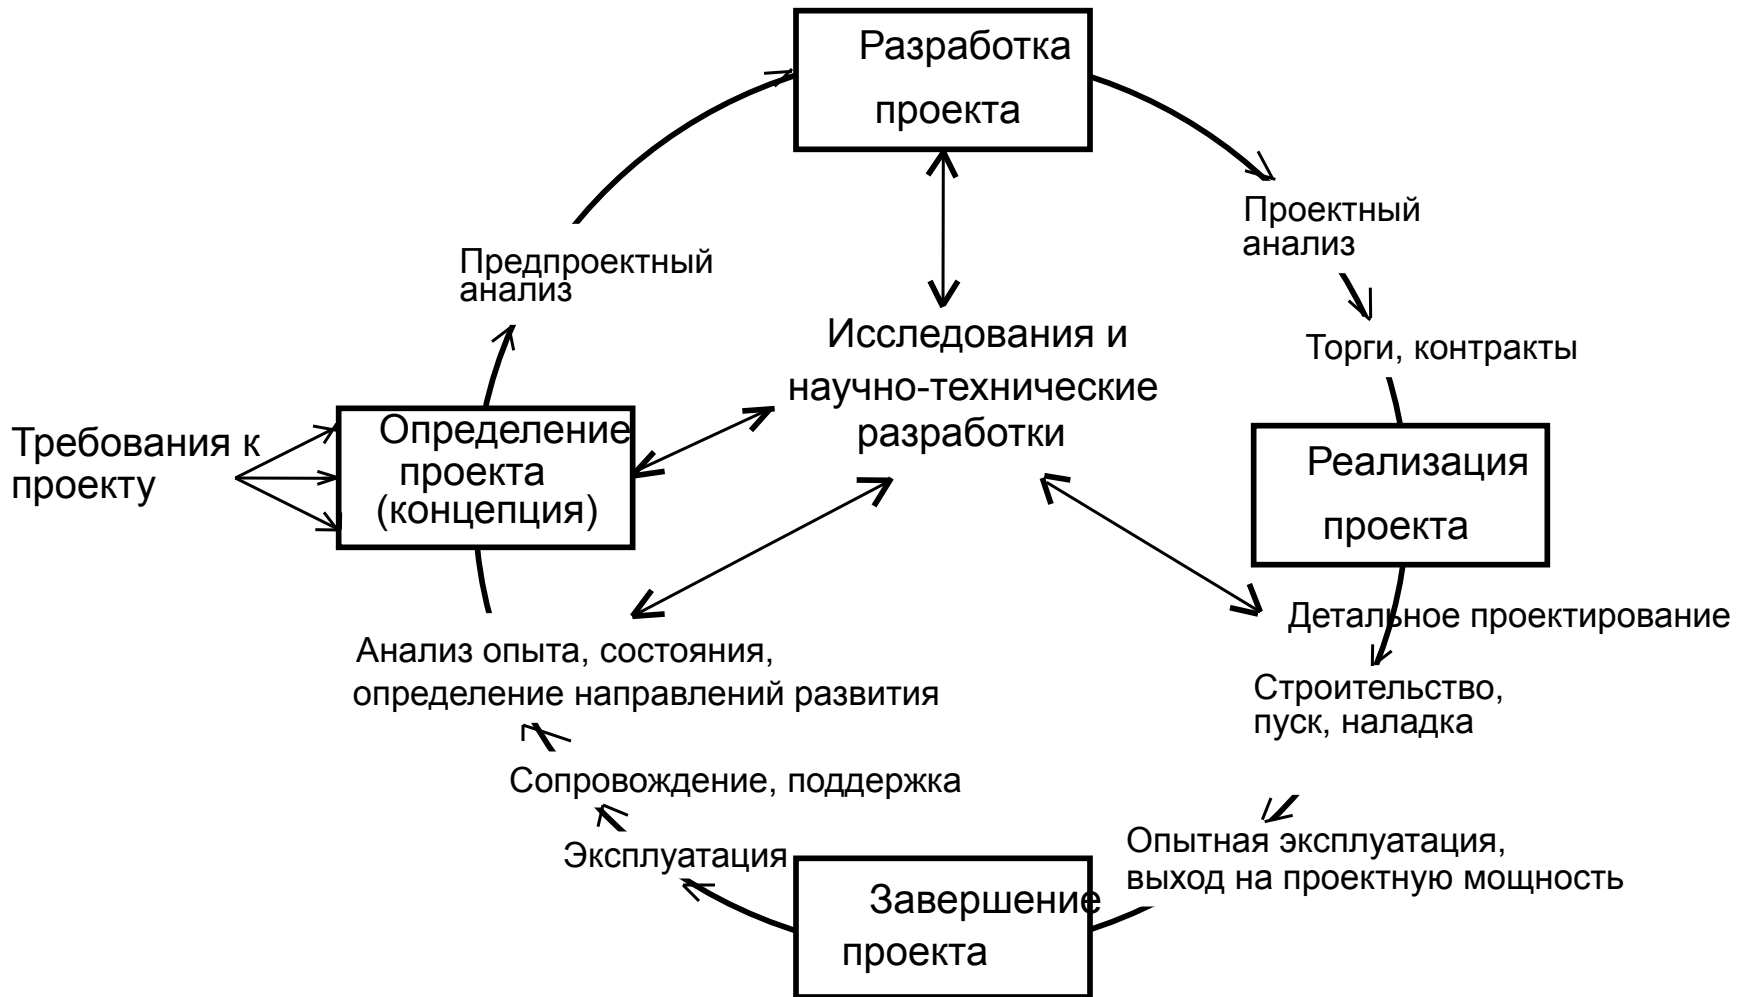 Разработка
проекта
Проектный
анализ
Предпроектный
анализ
Исследования и
научно-технические
разработки
Торги, контракты
Требования к
проекту
Определение
проекта
(концепция)
Реализация
проекта
Детальное проектирование
Анализ опыта, состояния,
определение направлений развития
Строительство,
пуск, наладка
Сопровождение, поддержка
Эксплуатация
Опытная эксплуатация,
выход на проектную мощность
Завершение
проекта